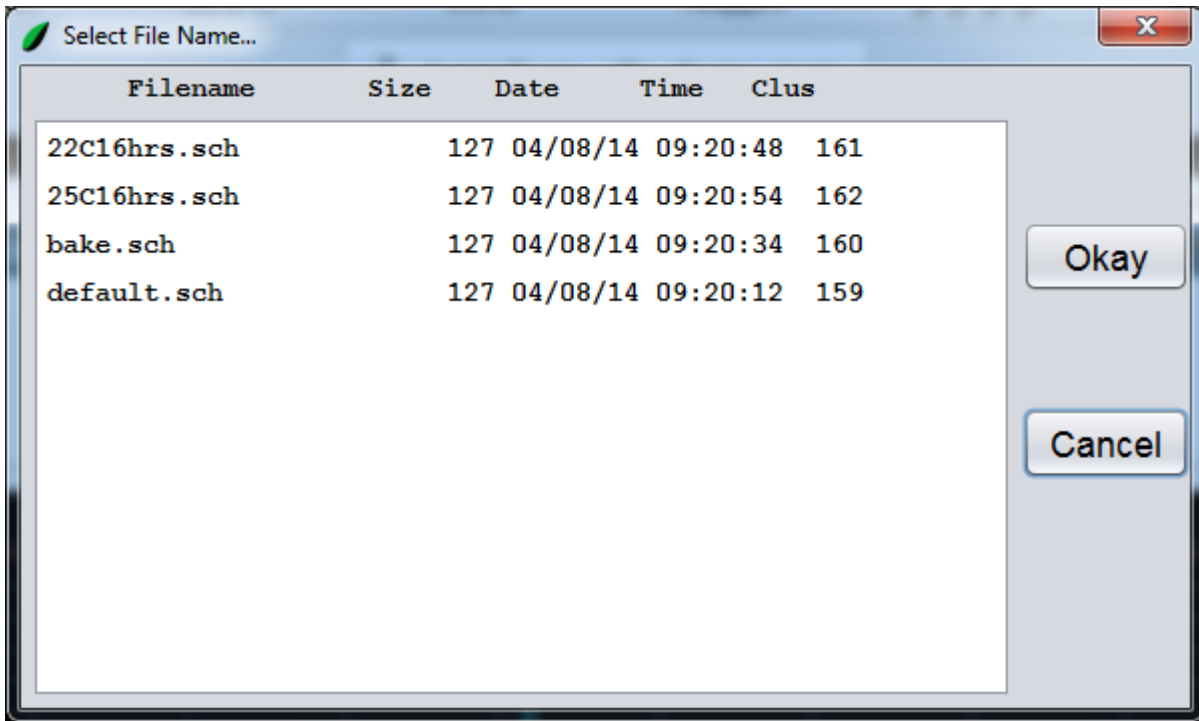 Select File Name...
Filename Size Date Time Clus
22C16hrs.sch 127 04/08/14 09:20:48 161
25C16hrs.sch 127 04/08/14 09:20:54 162
bake.sch 127 04/08/14 09:20:34 160
default.sch 127 04/08/14 09:20:12 159
Okay
Cancel